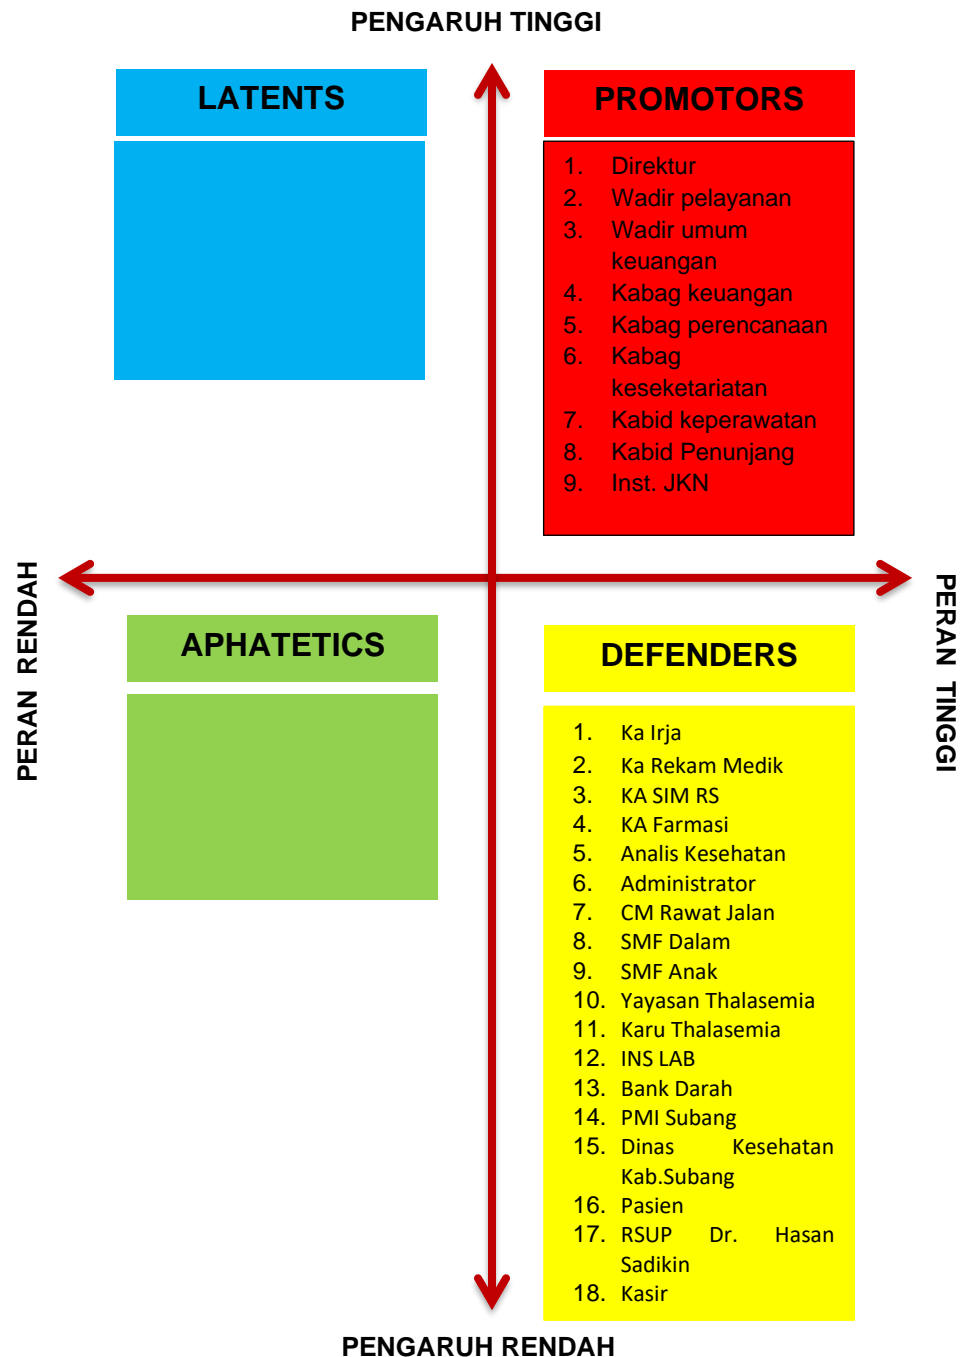 PENGARUH TINGGI
LATENTS
PROMOTORS
1. Direktur
2. Wadir pelayanan
3. Wadir umum
keuangan
4. Kabag keuangan
5. Kabag perencanaan
6. Kabag
keseketariatan
7. Kabid keperawatan
8. Kabid Penunjang
9. Inst. JKN
PERAN RENDAH
PERAN TINGGI
APHATETICS
DEFENDERS
1. Ka Irja
2. Ka Rekam Medik
3. KA SIM RS
4. KA Farmasi
5. Analis Kesehatan
6. Administrator
7. CM Rawat Jalan
8. SMF Dalam
9. SMF Anak
10. Yayasan Thalasemia
11. Karu Thalasemia
12. INS LAB
13. Bank Darah
14. PMI Subang
15. Dinas Kesehatan
Kab.Subang
16. Pasien
17. RSUP Dr. Hasan
Sadikin
18. Kasir
PENGARUH RENDAH